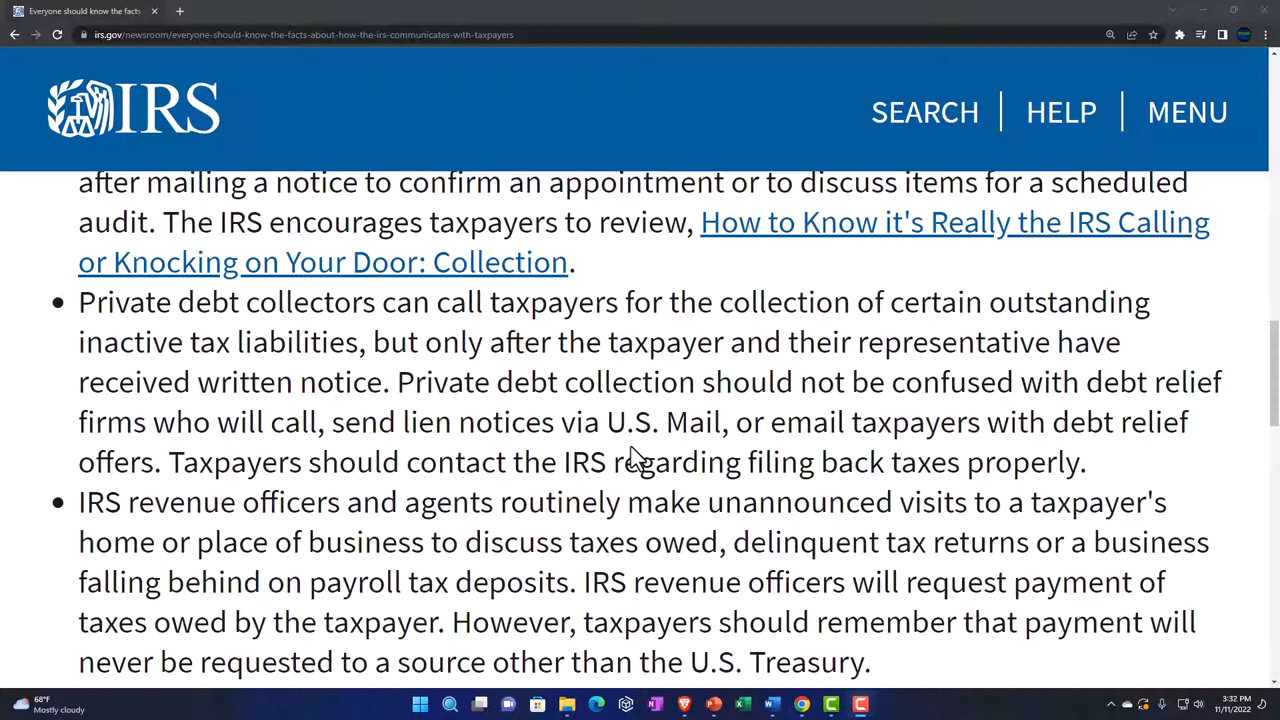 Everyone should know the facts
irs.gov/newsroom/everyone-should-know-the-facts-about-how-the-irs-communicates-with-taxpayers
IRS
SEARCH HELP MENU
after mailing a notice to confirm an appointment or to discuss items for a scheduled
audit. The IRS encourages taxpayers to review, How to Know it's Really the IRS Calling
or Knocking on Your Door: Collection.
• Private debt collectors can call taxpayers for the collection of certain outstanding
inactive tax liabilities, but only after the taxpayer and their representative have
received written notice. Private debt collection should not be confused with debt relief
firms who will call, send lien notices via U.S. Mail, or email taxpayers with debt relief
offers. Taxpayers should contact the IRS regarding filing back taxes properly.
• IRS revenue officers and agents routinely make unannounced visits to a taxpayer's
home or place of business to discuss taxes owed, delinquent tax returns or a business
falling behind on payroll tax deposits. IRS revenue officers will request payment of
taxes owed by the taxpayer. However, taxpayers should remember that payment will
never be requested to a source other than the U.S. Treasury.
68°F
Mostly cloudy
3:32 PM
11/11/2022